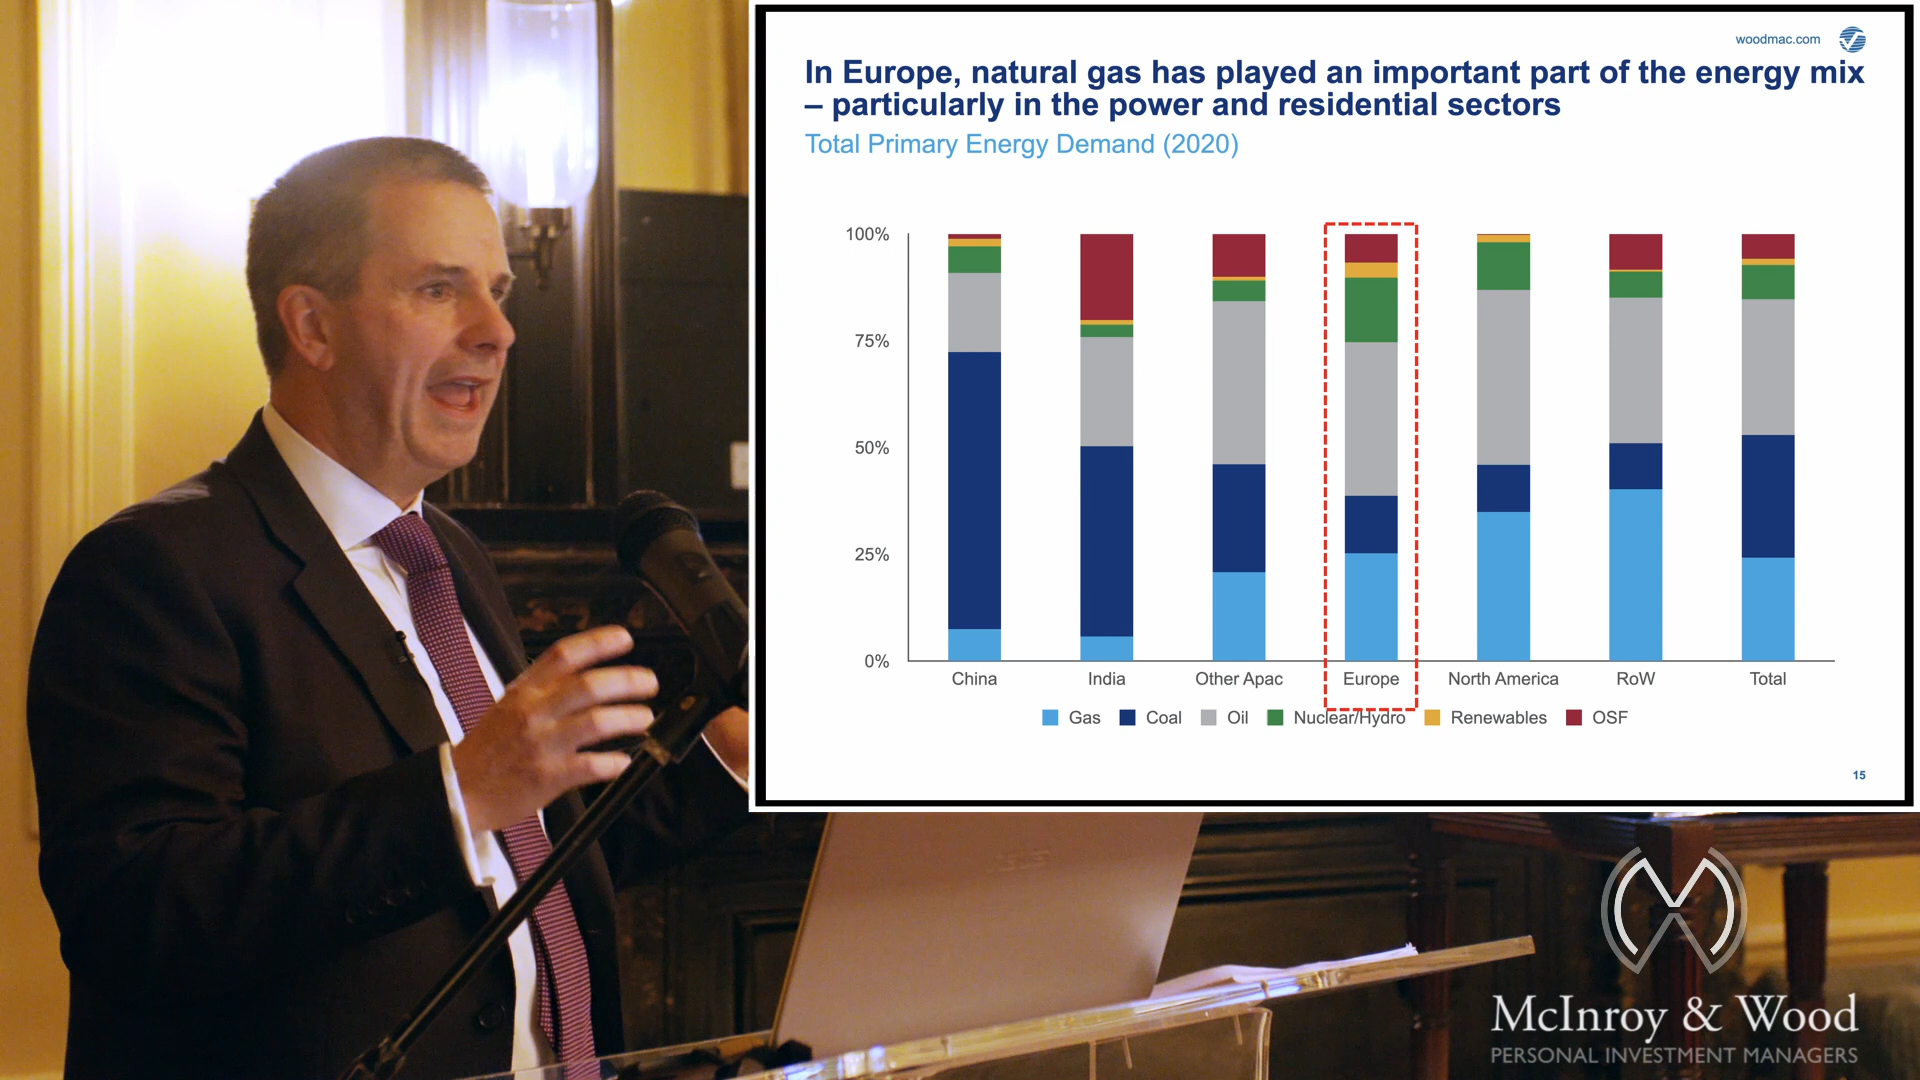 woodmac.com
In Europe, natural gas has played an important part of the energy mix
– particularly in the power and residential sectors
Total Primary Energy Demand (2020)
100%
75%
50%
25%
0%
China India Other Apac Europe North America RoW Total
Gas Coal Oil Nuclear/Hydro Renewables OSF
15
McInroy & Wood
PERSONAL INVESTMENT MANAGERS